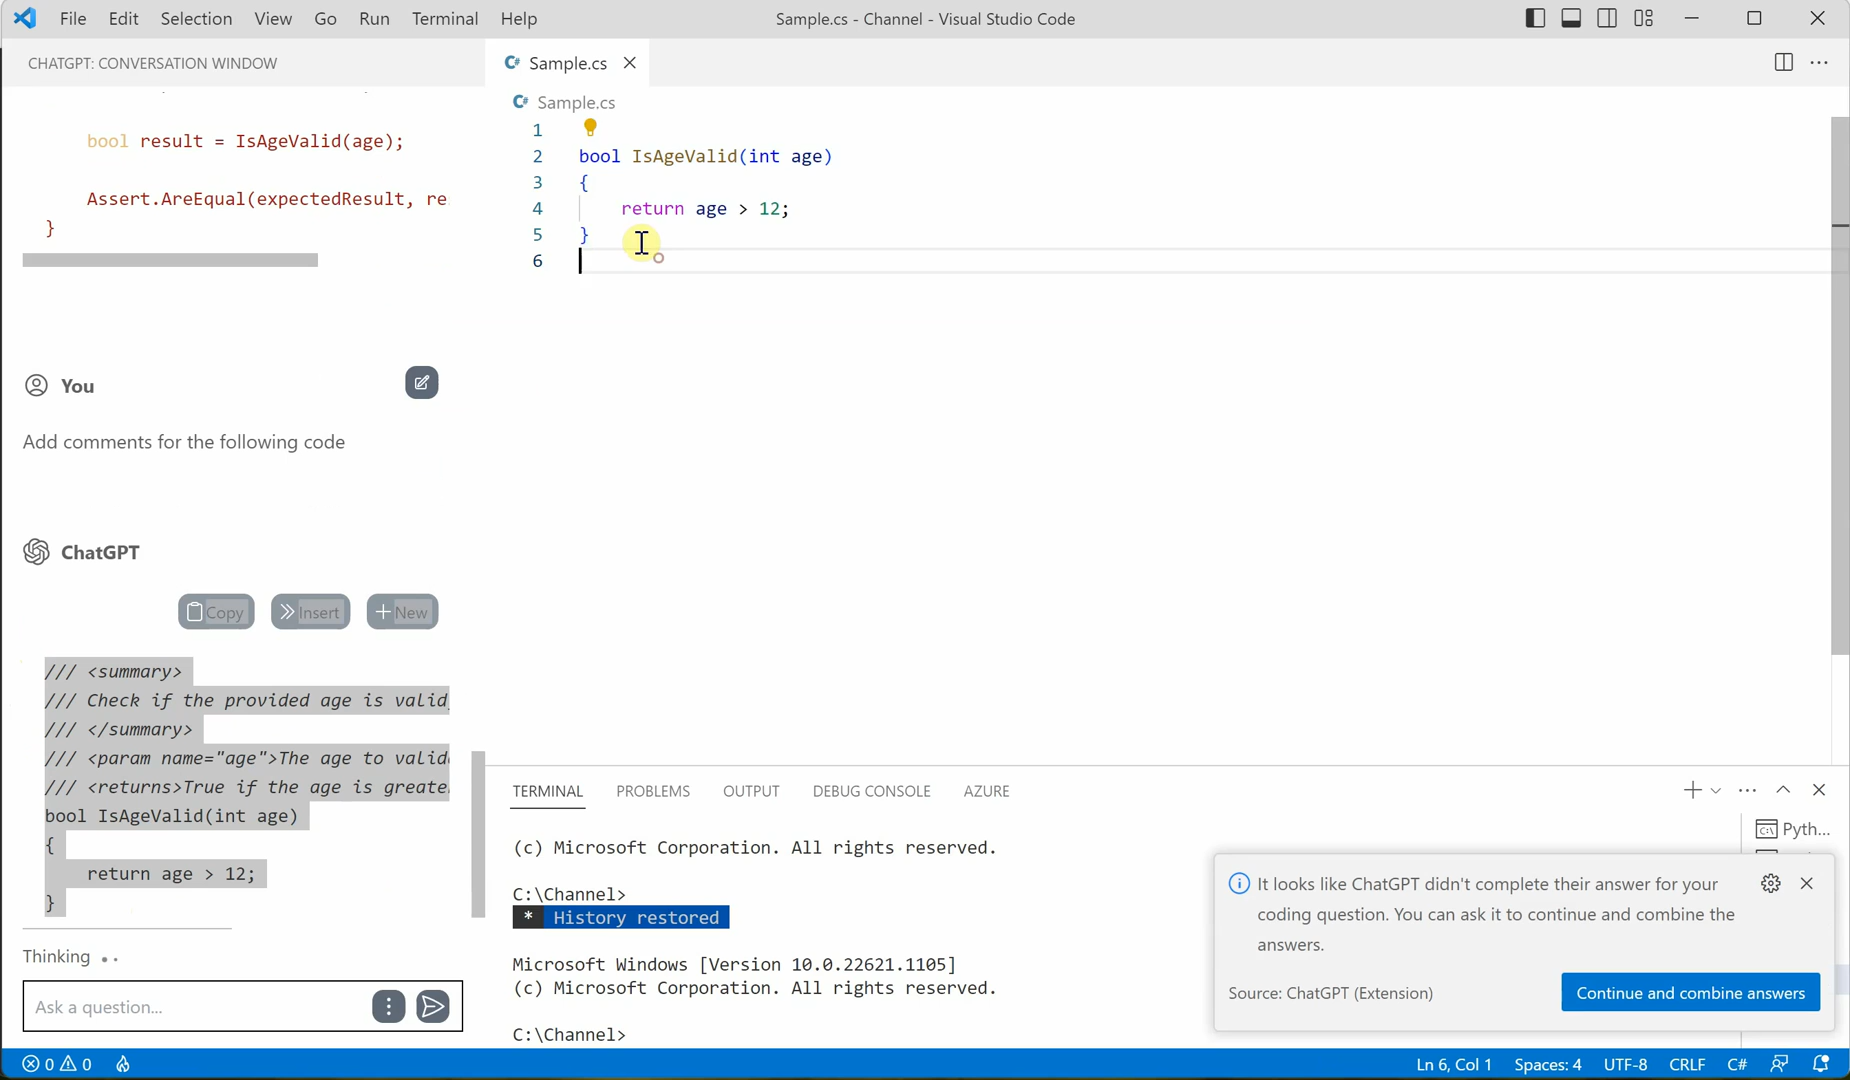 File Edit Selection View Go Run Terminal Help
Sample.cs - Channel - Visual Studio Code
CHATGPT: CONVERSATION WINDOW
bool result = IsAgeValid(age);
Assert.AreEqual(expectedResult, re
}
You
Add comments for the following code
ChatGPT
Copy Insert New
/// <summary>
/// Check if the provided age is valid
/// </summary>
/// <param name="age">The age to valid
/// <returns>True if the age is greate
bool IsAgeValid(int age)
{
return age > 12;
}
Thinking ..
Ask a question...
C# Sample.cs
C# Sample.cs
1
2 bool IsAgeValid(int age)
3 {
4 return age > 12;
5 }
6
TERMINAL PROBLEMS OUTPUT DEBUG CONSOLE AZURE
(c) Microsoft Corporation. All rights reserved.
C:\Channel>
* History restored
Microsoft Windows [Version 10.0.22621.1105]
(c) Microsoft Corporation. All rights reserved.
C:\Channel>
Pyth...
It looks like ChatGPT didn't complete their answer for your
coding question. You can ask it to continue and combine the
answers.
Source: ChatGPT (Extension)
Continue and combine answers
0 0
Ln 6, Col 1 Spaces: 4 UTF-8 CRLF C#